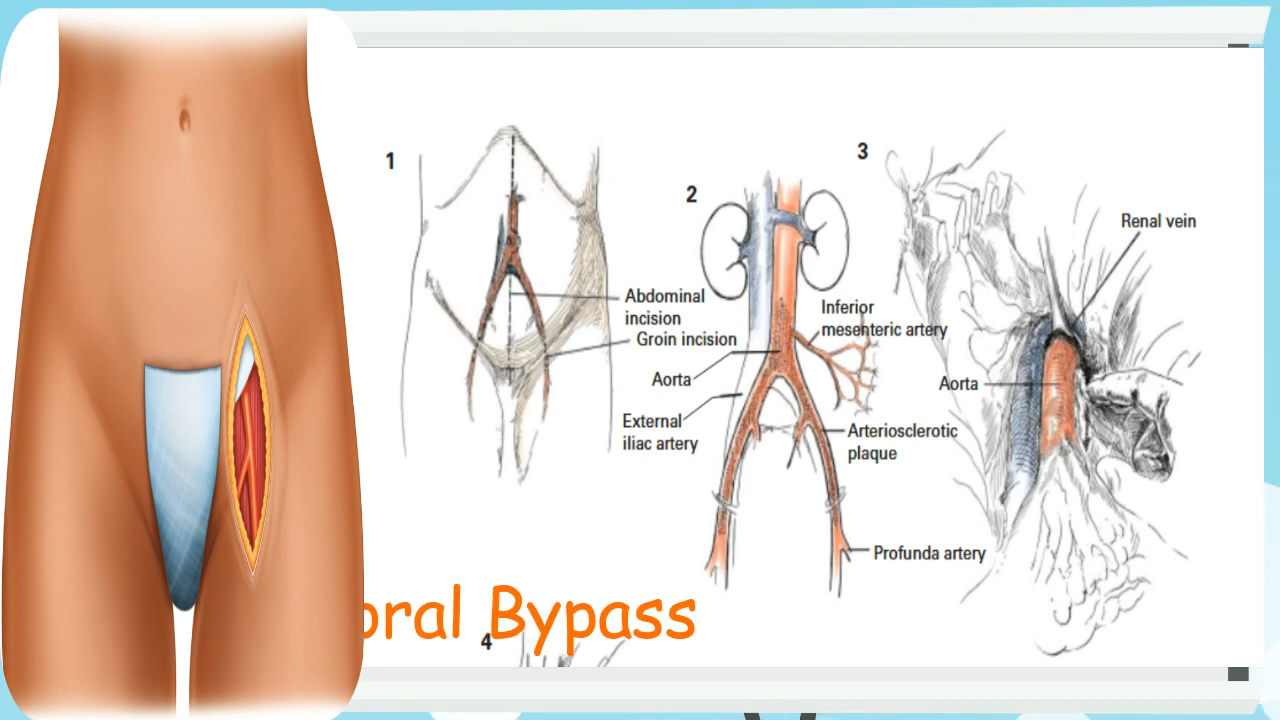 1
2
3
Renal vein
Abdominal
incision
Inferior
mesenteric artery
Groin incision
Aorta
Aorta
External
iliac artery
Arteriosclerotic
plaque
Profunda artery
oral Bypass
4